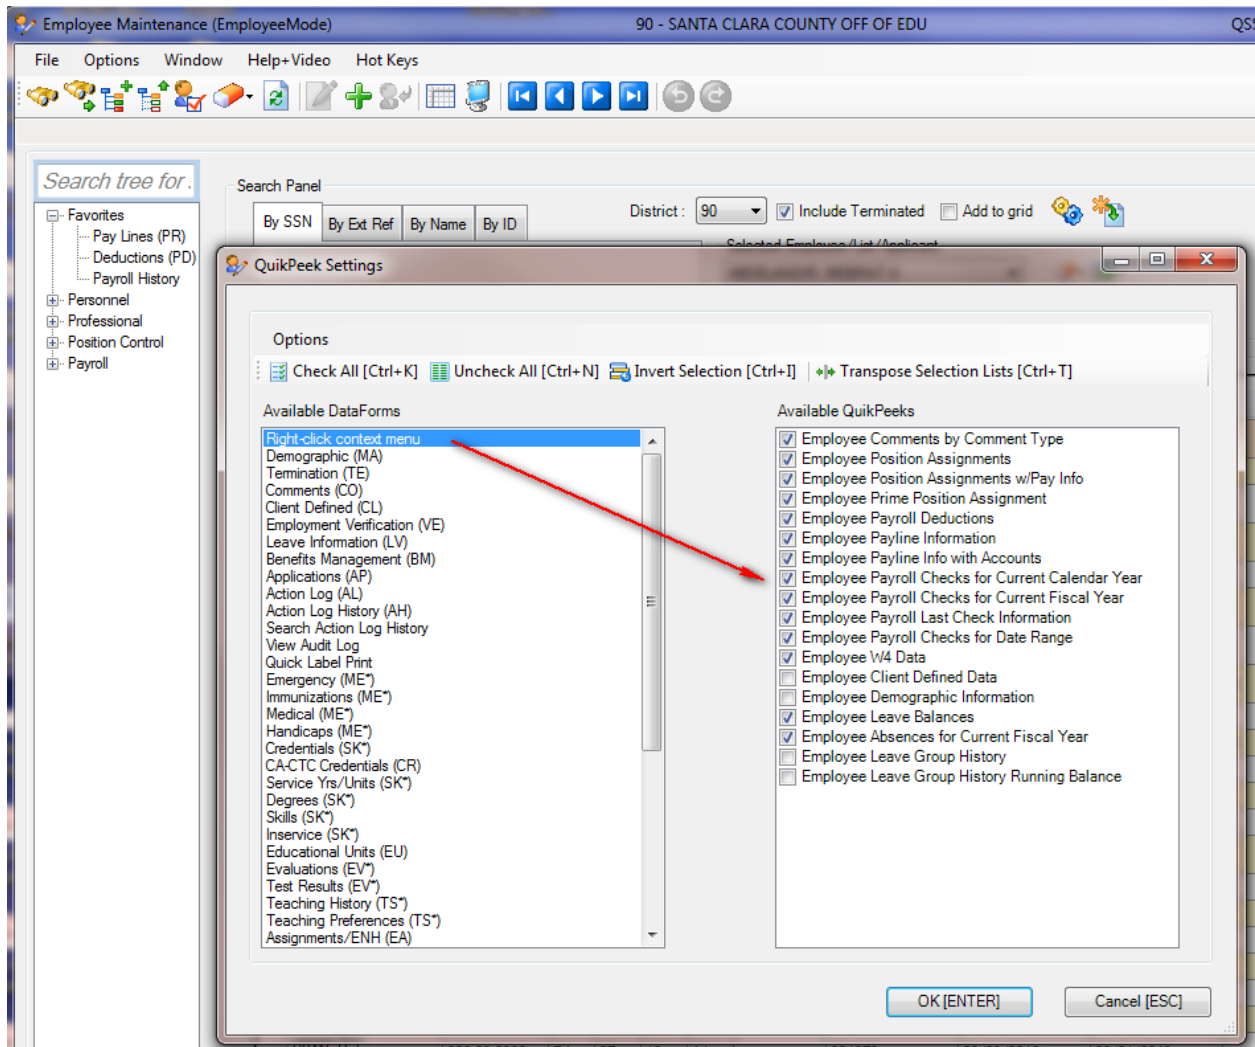 Employee Maintenance (EmployeeMode) 90 - SANTA CLARA COUNTY OFF OF EDU QSS
File Options Window Help+Video Hot Keys
Search tree for
Favorites
Pay Lines (PR)
Deductions (PD)
Payroll History
Personnel
Professional
Position Control
Payroll
Search Panel
By SSN By Ext Ref By Name By ID
District : 90 Include Terminated Add to grid
Selected Employee/List/Applicant
QuikPeek Settings
Options
Check All [Ctrl+K] Uncheck All [Ctrl+N] Invert Selection [Ctrl+I] Transpose Selection Lists [Ctrl+T]
Available DataForms
Right-click context menu
Demographic (MA)
Termination (TE)
Comments (CO)
Client Defined (CL)
Employment Verification (VE)
Leave Information (LV)
Benefits Management (BM)
Applications (AP)
Action Log (AL)
Action Log History (AH)
Search Action Log History
View Audit Log
Quick Label Print
Emergency (ME*)
Immunizations (ME*)
Medical (ME*)
Handicaps (ME*)
Credentials (SK*)
CA-CTC Credentials (CR)
Service Yrs/Units (SK*)
Degrees (SK*)
Skills (SK*)
Inservice (SK*)
Educational Units (EU)
Evaluations (EV*)
Test Results (EV*)
Teaching History (TS*)
Teaching Preferences (TS*)
Assignments/ENH (EA)
Available QuikPeeks
Employee Comments by Comment Type
Employee Position Assignments
Employee Position Assignments w/Pay Info
Employee Prime Position Assignment
Employee Payroll Deductions
Employee Payline Information
Employee Payline Info with Accounts
Employee Payroll Checks for Current Calendar Year
Employee Payroll Checks for Current Fiscal Year
Employee Payroll Last Check Information
Employee Payroll Checks for Date Range
Employee W4 Data
Employee Client Defined Data
Employee Demographic Information
Employee Leave Balances
Employee Absences for Current Fiscal Year
Employee Leave Group History
Employee Leave Group History Running Balance
OK [ENTER] Cancel [ESC]